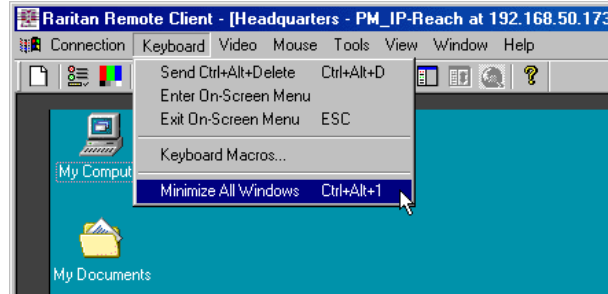 Raritan Remote Client - [Headquarters - PM_IP-Reach at 192.168.50.173
Connection Keyboard Video Mouse Tools View Window Help
Send Ctrl+Alt+Delete Ctrl+Alt+D
Enter On-Screen Menu
Exit On-Screen Menu ESC
Keyboard Macros...
Minimize All Windows Ctrl+Alt+1
My Comput
My Documents